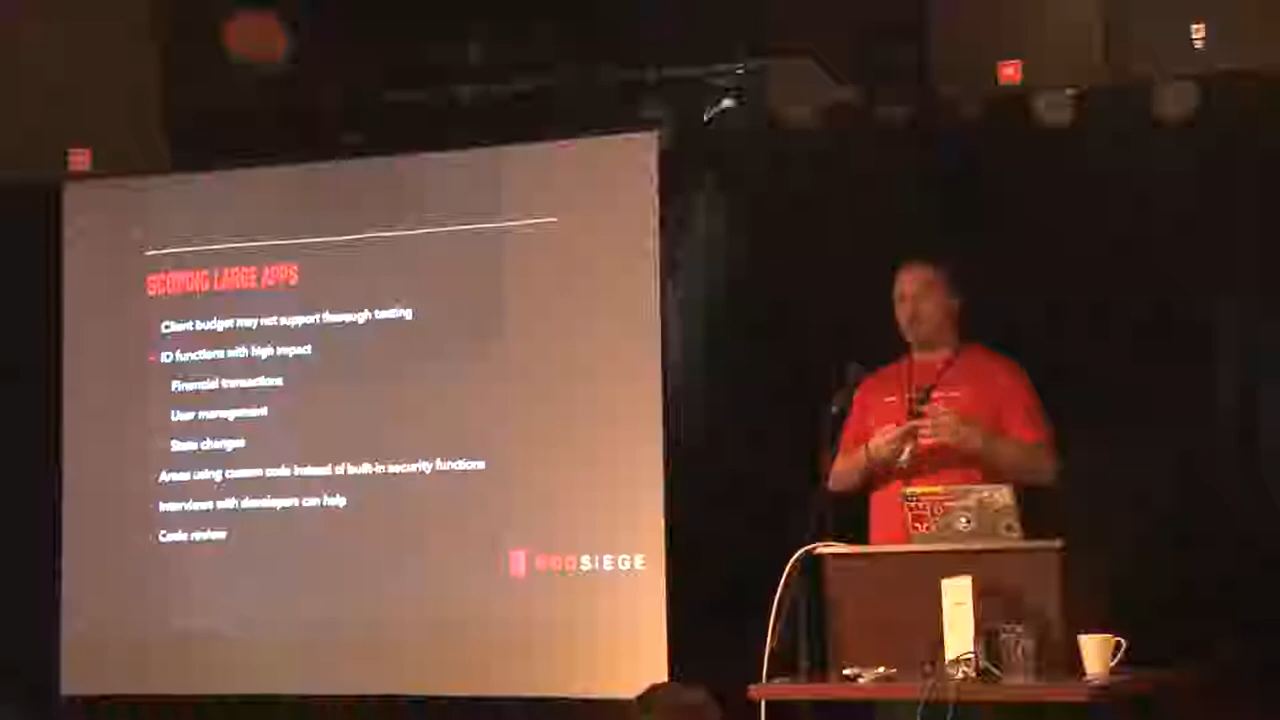 SCOPING LARGE APPS
Client budget may not support thorough testing
ID functions with high impact
Financial transactions
User management
State changes
Areas using custom code instead of built-in security functions
Interviews with developers can help
Code review
REDSIEGE